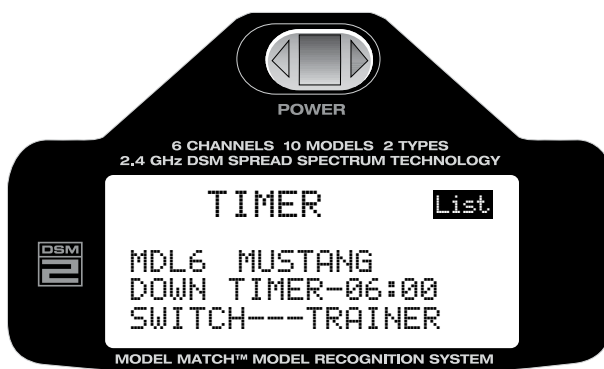 POWER
6 CHANNELS 10 MODELS 2 TYPES
2.4 GHz DSM SPREAD SPECTRUM TECHNOLOGY
TIMER List
DSM
2
MDL6 MUSTANG
DOWN TIMER-06:00
SWITCH---TRAINER
MODEL MATCH™ MODEL RECOGNITION SYSTEM